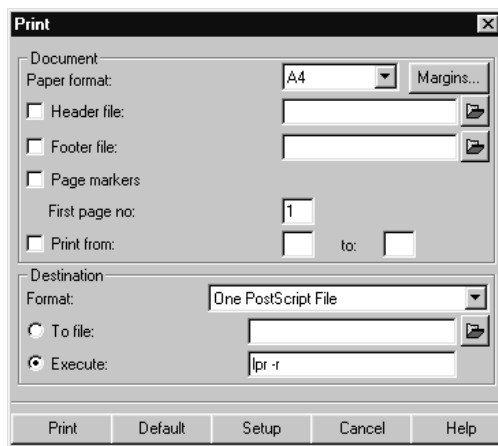 Print
Document
Paper format: A4 Margins...
Header file:
Footer file:
Page markers
First page no: 1
Print from: to:
Destination
Format: One PostScript File
To file:
Execute: lpr -r
Print Default Setup Cancel Help